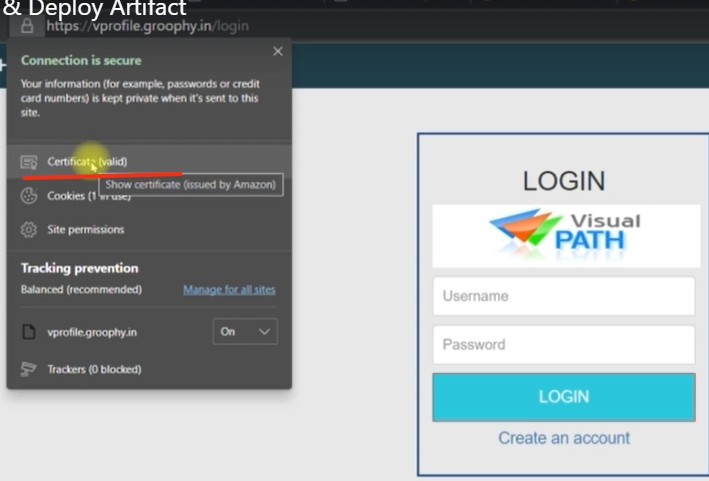 & Deploy Artifact
https://vprofile.groophy.in/login
Connection is secure
Your information (for example, passwords or credit
card numbers) is kept private when it's sent to this
site.
Certificate (valid)
Show certificate (issued by Amazon)
Cookies (1 in use)
Site permissions
Tracking prevention
Balanced (recommended) Manage for all sites
vprofile.groophy.in On
Trackers (0 blocked)
LOGIN
Visual
PATH
Username
Password
LOGIN
Create an account